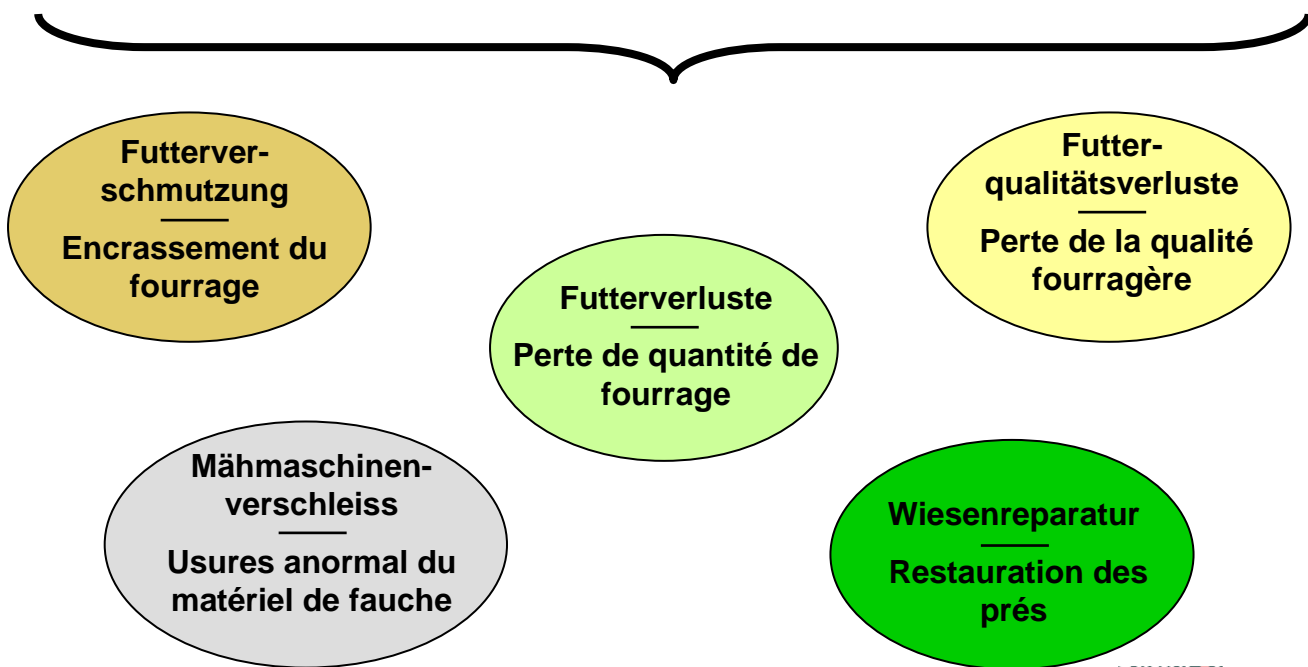 Futterver-
schmutzung
Encrassement du
fourrage
Futter-
qualitätsverluste
Perte de la qualité
fourragère
Futterverluste
Perte de quantité de
fourrage
Mähmaschinen-
verschleiss
Usures anormal du
matériel de fauche
Wiesenreparatur
Restauration des
prés